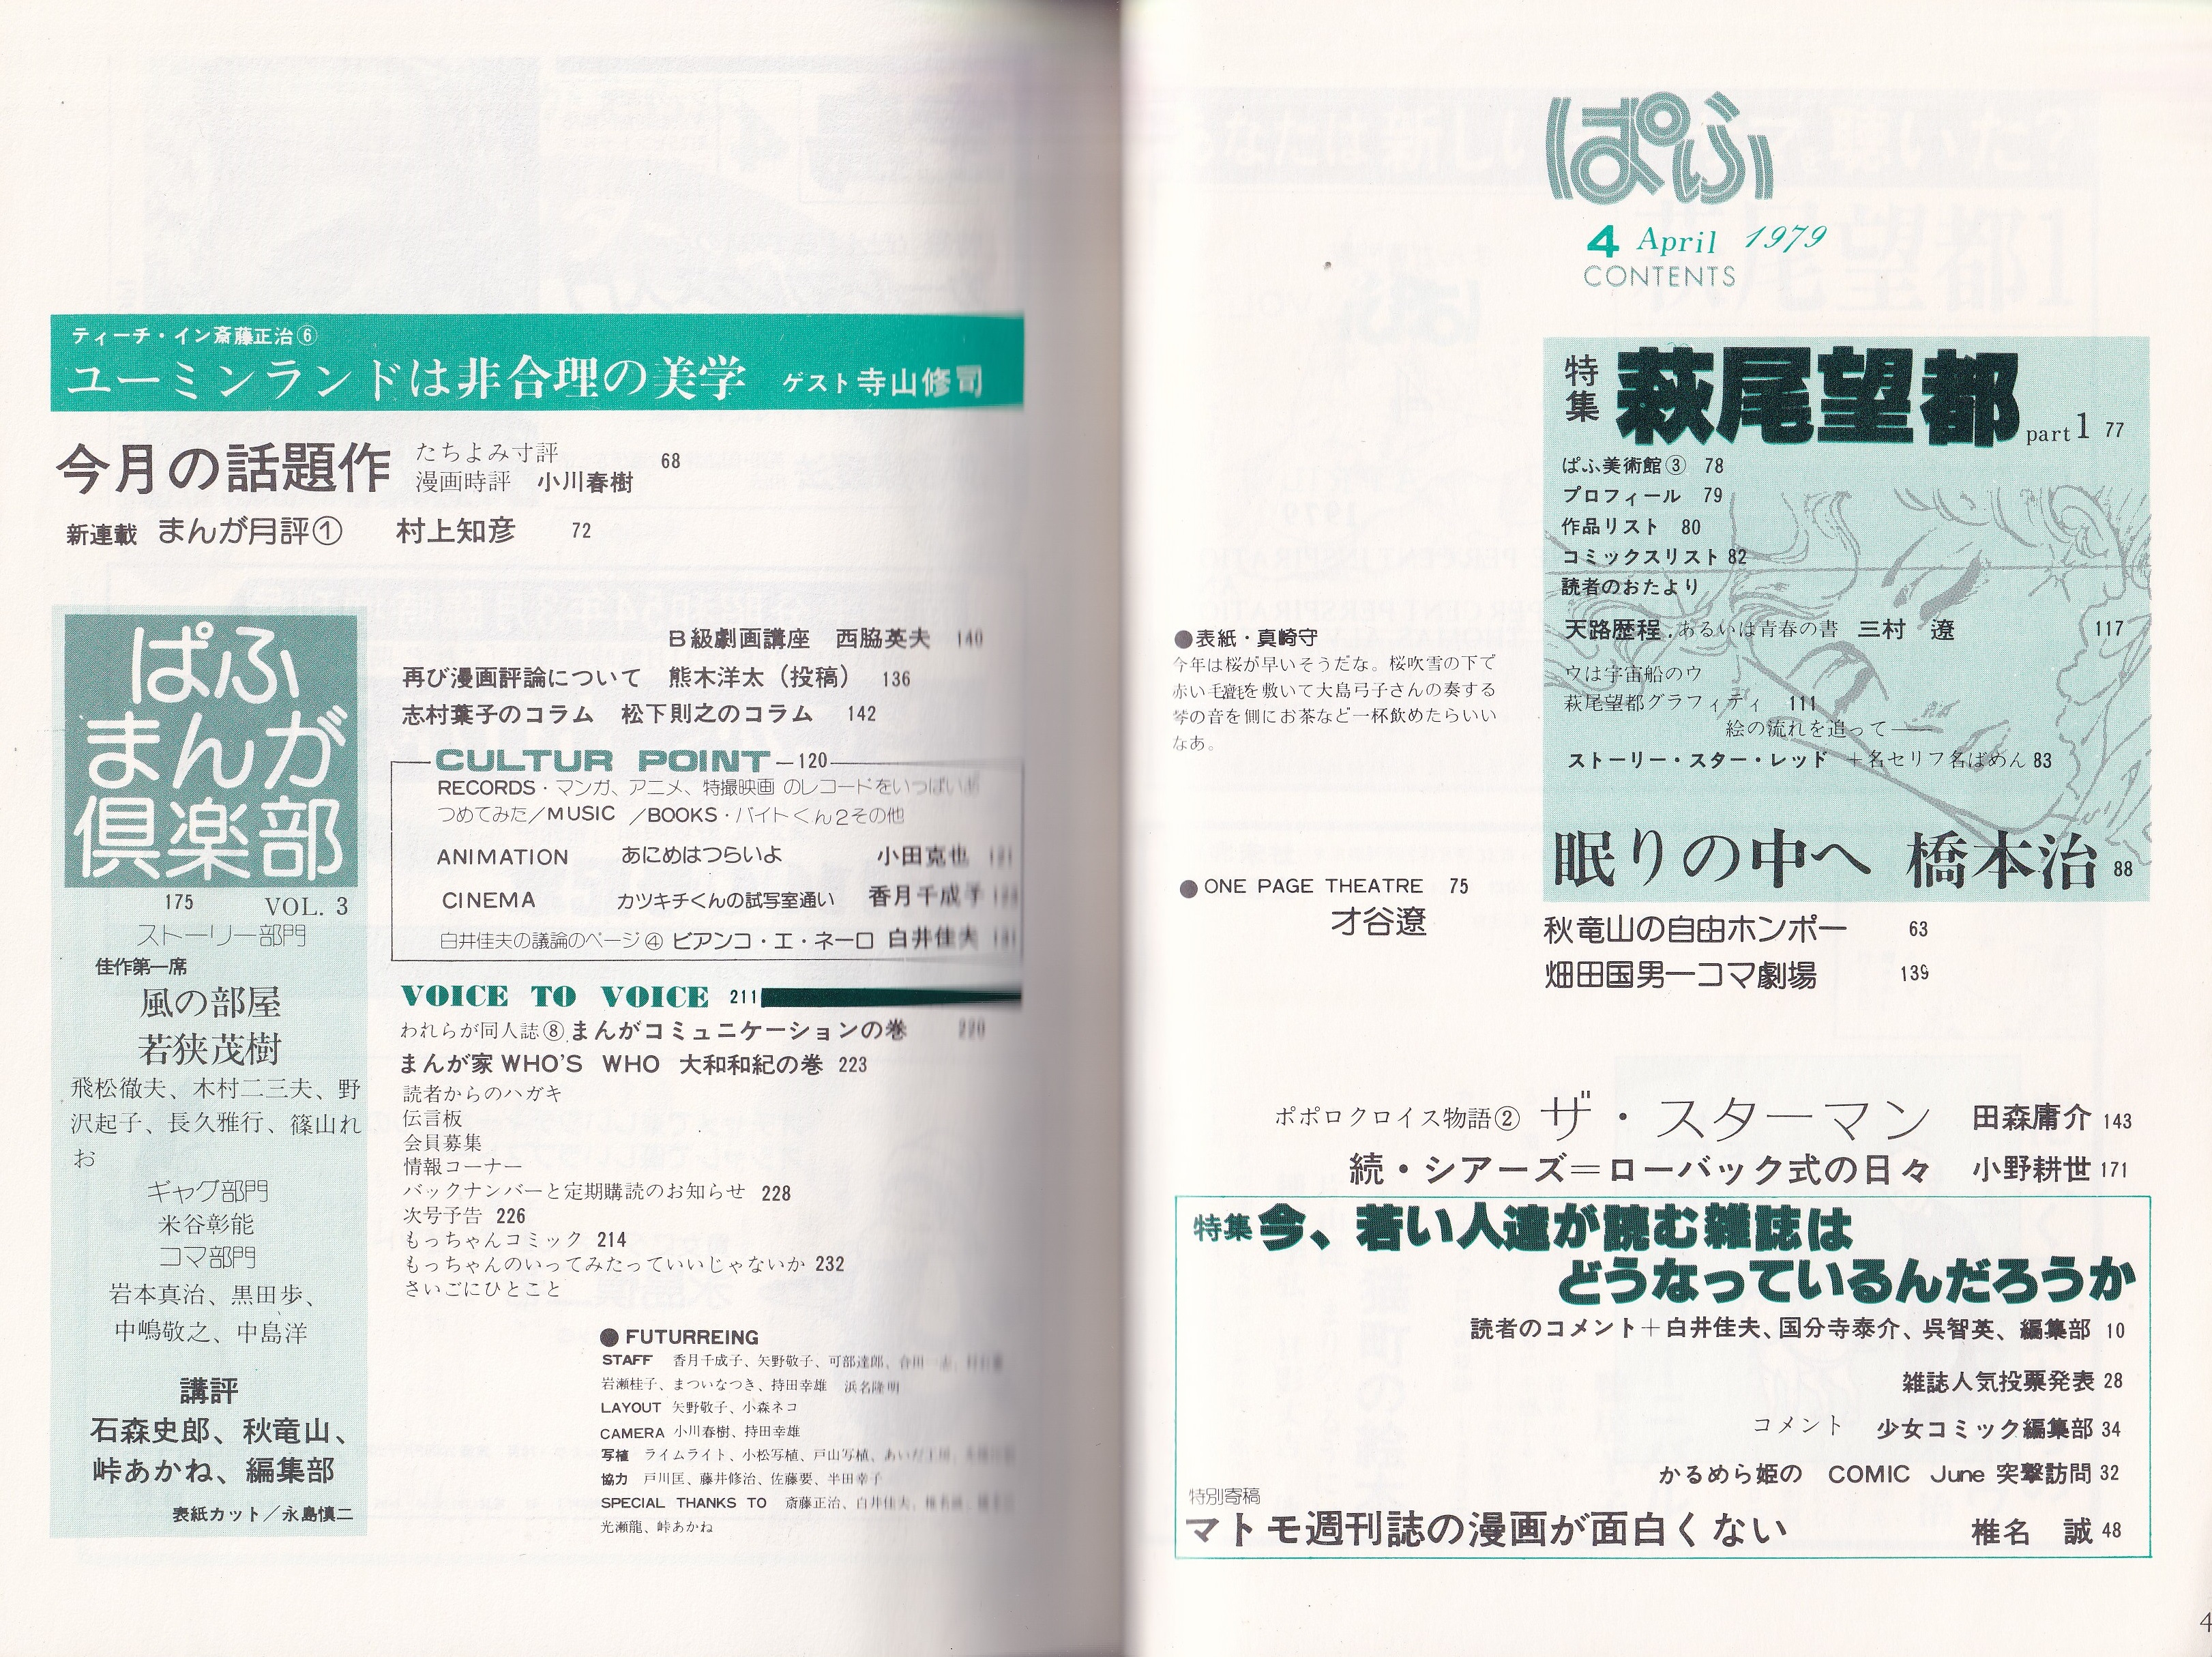 ぱふ
4 April 1979
CONTENTS
特集 萩尾望都 part1 77
ぱふ美術館③ 78
プロフィール 79
作品リスト 80
コミックスリスト 82
読者のおたより
天路歴程.あるいは青春の書 三村 遼 117
ウは宇宙船のウ
萩尾望都グラフィティ 111
絵の流れを追って——
ストーリー・スター・レッド +名セリフ名ばめん 83
眠りの中へ 橋本治 88
●表紙・真崎守
今年は桜が早いそうだな。桜吹雪の下で
赤い毛氈を敷いて大島弓子さんの奏する
琴の音を側にお茶など一杯飲めたらいい
なあ。
●ONE PAGE THEATRE 75
才谷遼
秋竜山の自由ホンポー 63
畑田国男一コマ劇場 139
ポポロクロイス物語② ザ・スターマン 田森庸介 143
続・シアーズ=ローバック式の日々 小野耕世 171
特集 今、若い人達が読む雑誌は
どうなっているんだろうか
読者のコメント+白井佳夫、国分寺泰介、呉智英、編集部 10
雑誌人気投票発表 28
コメント 少女コミック編集部 34
かるめら姫の COMIC June 突撃訪問 32
特別寄稿
マトモ週刊誌の漫画が面白くない 椎名 誠 48
4
ティーチ・イン斎藤正治⑥
ユーミンランドは非合理の美学 ゲスト寺山修司
今月の話題作 たちよみ寸評
漫画時評 小川春樹 68
新連載 まんが月評① 村上知彦 72
ぱふ
まんが
倶楽部
175 VOL. 3
ストーリー部門
佳作第一席
風の部屋
若狭茂樹
飛松徹夫、木村二三夫、野
沢起子、長久雅行、篠山れ
お
ギャグ部門
米谷彰能
コマ部門
岩本真治、黒田歩、
中嶋敬之、中島洋
講評
石森史郎、秋竜山、
峠あかね、編集部
表紙カット／永島慎二
B級劇画講座 西脇英夫 140
再び漫画評論について 熊木洋太（投稿） 136
志村葉子のコラム 松下則之のコラム 142
CULTUR POINT —120
RECORDS・マンガ、アニメ、特撮映画 のレコードをいっぱいあ
つめてみた／MUSIC ／BOOKS・バイトくん2その他
ANIMATION あにめはつらいよ 小田克也
CINEMA カツキチくんの試写室通い 香月千成子
白井佳夫の議論のページ④ ビアンコ・エ・ネーロ 白井佳夫
VOICE TO VOICE 211
われらが同人誌⑧.まんがコミュニケーションの巻 220
まんが家 WHO'S WHO 大和和紀の巻 223
読者からのハガキ
伝言板
会員募集
情報コーナー
バックナンバーと定期購読のお知らせ 228
次号予告 226
もっちゃんコミック 214
もっちゃんのいってみたっていいじゃないか 232
さいごにひとこと
● FUTURREING
STAFF 香月千成子、矢野敬子、可部達郎、
岩瀬桂子、まついなつき、持田幸雄 浜名隆明
LAYOUT 矢野敬子、小森ネコ
CAMERA 小川春樹、持田幸雄
写植 ライムライト、小松写植、戸山写植、
協力 戸川匡、藤井修治、佐藤要、半田幸子
SPECIAL THANKS TO 斎藤正治、白井佳夫、
光瀬龍、峠あかね